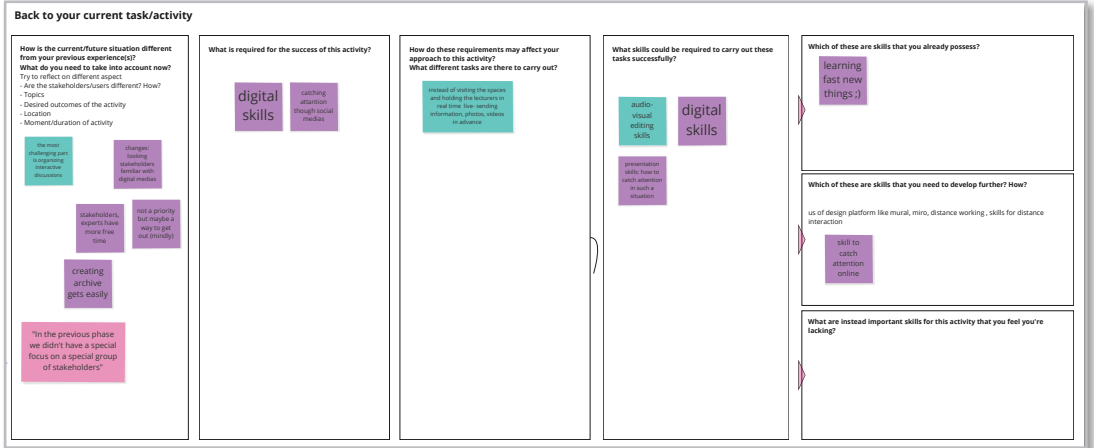 Back to your current task/activity
How is the current/future situation different
from your previous experience(s)?
What do you need to take into account now?
Try to reflect on different aspect
- Are the stakeholders/users different? How?
- Topics
- Desired outcomes of the activity
- Location
- Moment/duration of activity
the most
challenging part
is organizing
interactive
discussions
changes:
looking
stakeholders
familiar with
digital medias
stakeholders,
experts have
more free
time
not a priority
but maybe a
way to get
out (mindly)
creating
archive
gets easily
"In the previous phase
we didn't have a special
focus on a special group
of stakeholders"
What is required for the success of this activity?
digital
skills
catching
attantion
though social
medias
How do these requirements may affect your
approach to this activity?
What different tasks are there to carry out?
instead of visiting the spaces
and holding the lecturers in
real time live- sending
information, photos, videos
in advance
What skills could be required to carry out these
tasks successfully?
audio-
visual
editing
skills
digital
skills
presentation
skills; how to
catch attention
in such a
situation
Which of these are skills that you already possess?
learning
fast new
things ;)
Which of these are skills that you need to develop further? How?
us of design platform like mural, miro, distance working , skills for distance
interaction
skill to
catch
attention
online
What are instead important skills for this activity that you feel you're
lacking?